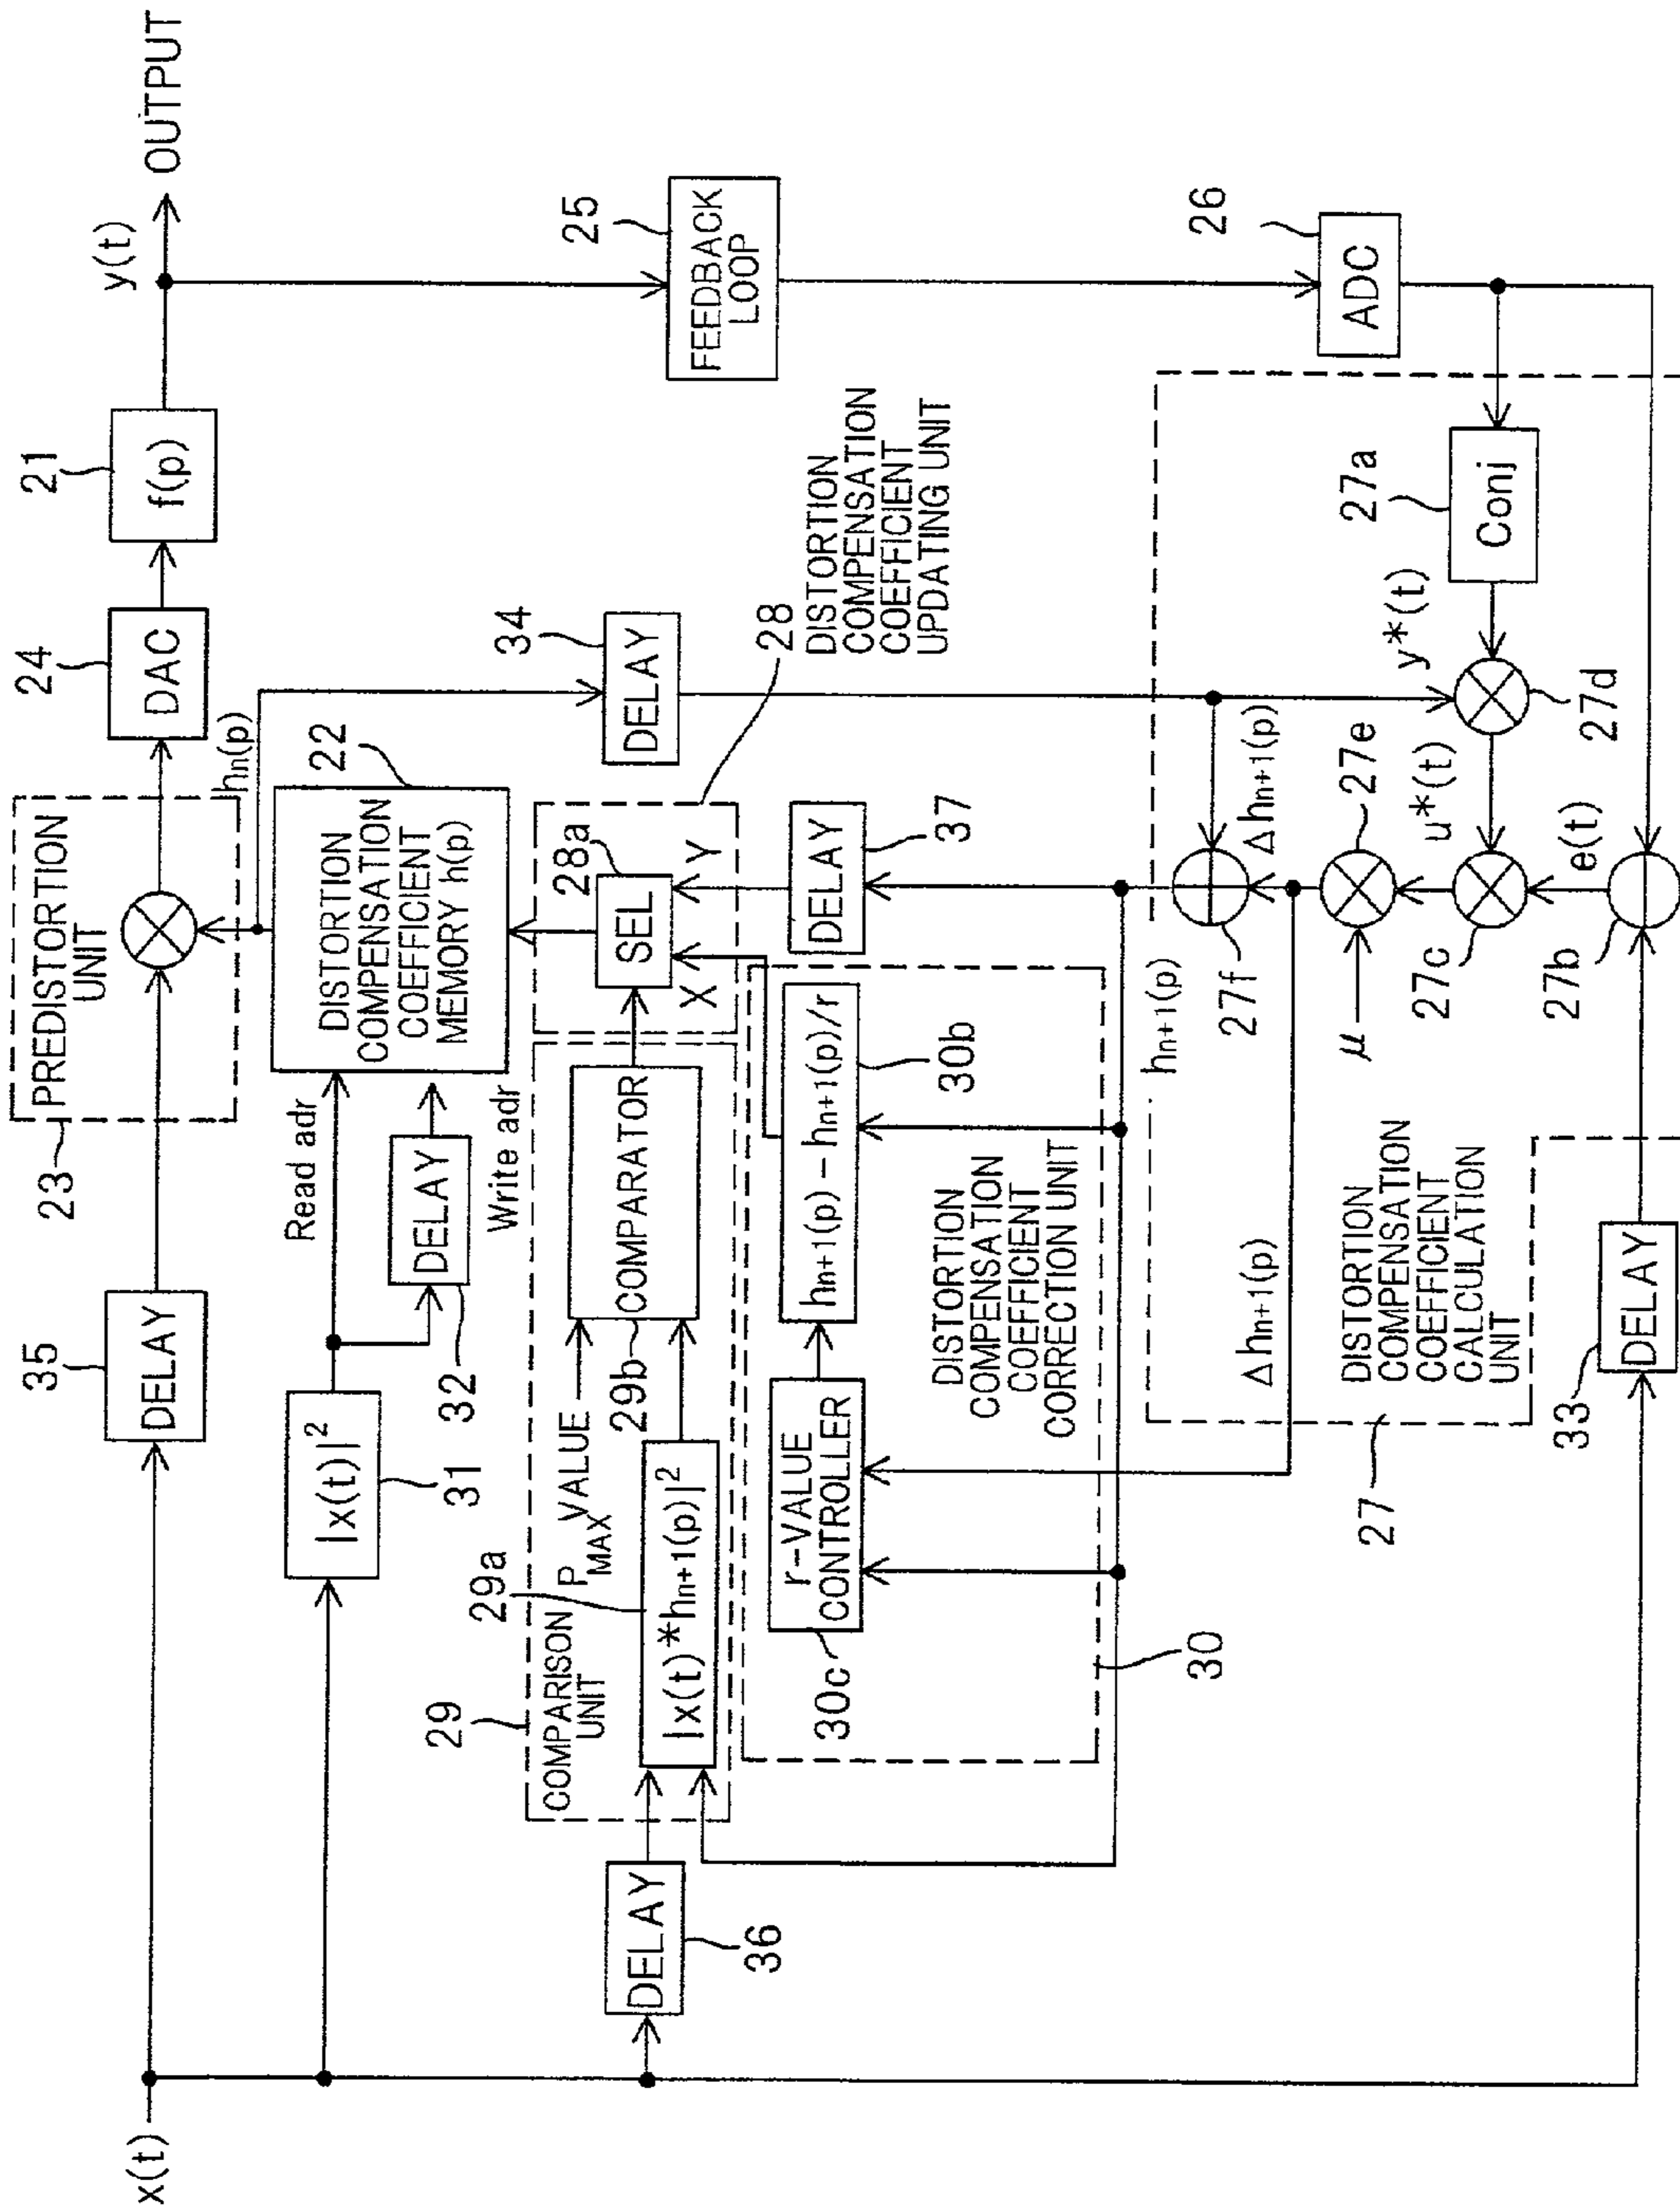 x(t)
35
DELAY
23
PREDISTORTION
UNIT
24
DAC
21
f(p)
y(t)
OUTPUT
hn(p)
|x(t)|²
31
Read adr
DELAY
32
Write adr
22
DISTORTION
COMPENSATION
COEFFICIENT
MEMORY h(p)
34
DELAY
25
FEEDBACK
LOOP
29
COMPARISON
UNIT
PMAX VALUE
29a
|x(t)*hn+1(p)|²
29b
COMPARATOR
28a
SEL
X
Y
28
DISTORTION
COMPENSATION
COEFFICIENT
UPDATING UNIT
DELAY
36
r-VALUE
CONTROLLER
30c
hn+1(p)-hn+1(p)/r
30b
DELAY
37
DISTORTION
COMPENSATION
COEFFICIENT
CORRECTION UNIT
30
26
ADC
hn+1(p)
Δhn+1(p)
27f
Δhn+1(p)
27
DISTORTION
COMPENSATION
COEFFICIENT
CALCULATION
UNIT
μ
27e
u*(t)
y*(t)
27a
Conj
27c
27d
e(t)
27b
33
DELAY